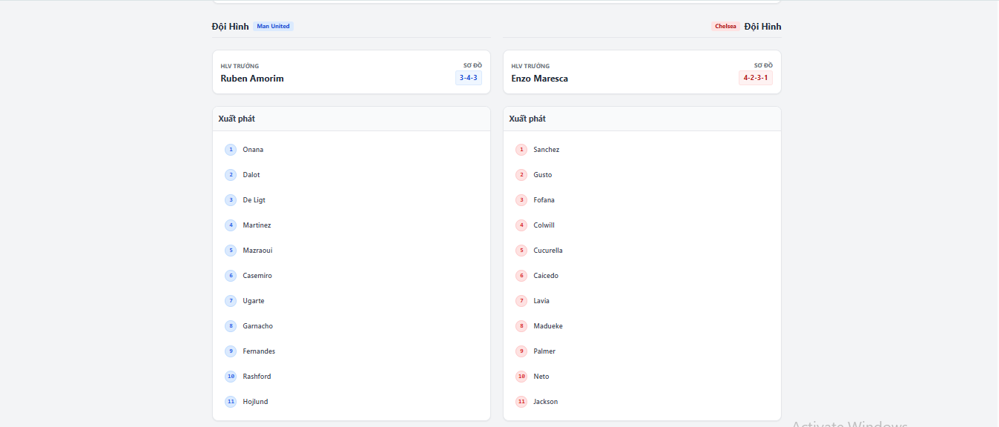 Đội Hình Man United
HLV TRƯỞNG
Ruben Amorim
SƠ ĐỒ
3-4-3
Xuất phát
1 Onana
2 Dalot
3 De Ligt
4 Martinez
5 Mazraoui
6 Casemiro
7 Ugarte
8 Garnacho
9 Fernandes
10 Rashford
11 Hojlund
Chelsea Đội Hình
HLV TRƯỞNG
Enzo Maresca
SƠ ĐỒ
4-2-3-1
Xuất phát
1 Sanchez
2 Gusto
3 Fofana
4 Colwill
5 Cucurella
6 Caicedo
7 Lavia
8 Madueke
9 Palmer
10 Neto
11 Jackson
Activate Windows